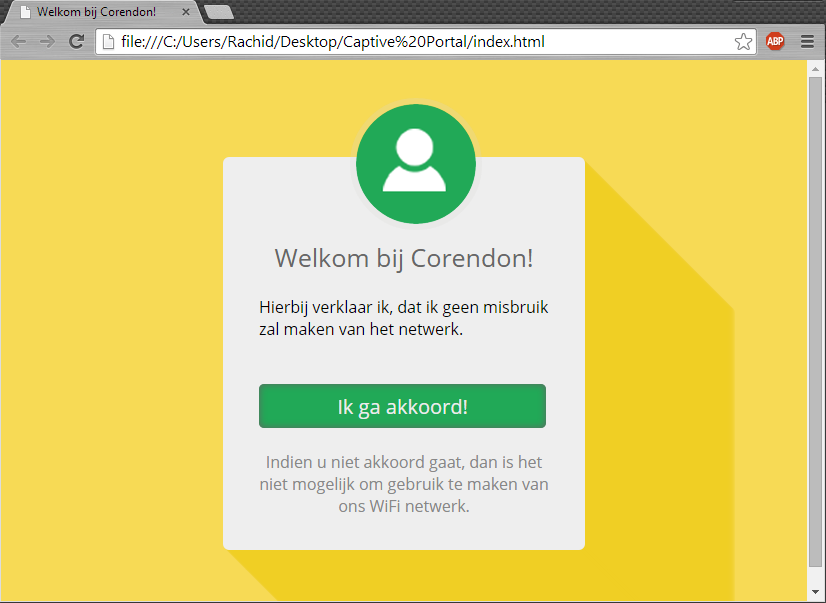 Welkom bij Corendon!
file:///C:/Users/Rachid/Desktop/Captive%20Portal/index.html
ABP
Welkom bij Corendon!
Hierbij verklaar ik, dat ik geen misbruik
zal maken van het netwerk.
Ik ga akkoord!
Indien u niet akkoord gaat, dan is het
niet mogelijk om gebruik te maken van
ons WiFi netwerk.